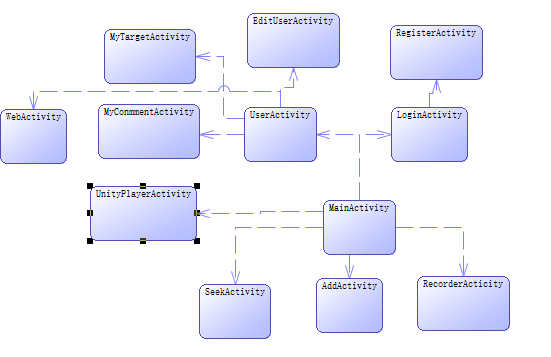 EditUserActivity
MyTargetActivity
RegisterActivity
WebActivity
MyCommentActivity
UserActivity
LoginActivity
UnityPlayerActivity
MainActivity
SeekActivity
AddActivity
RecorderActicity